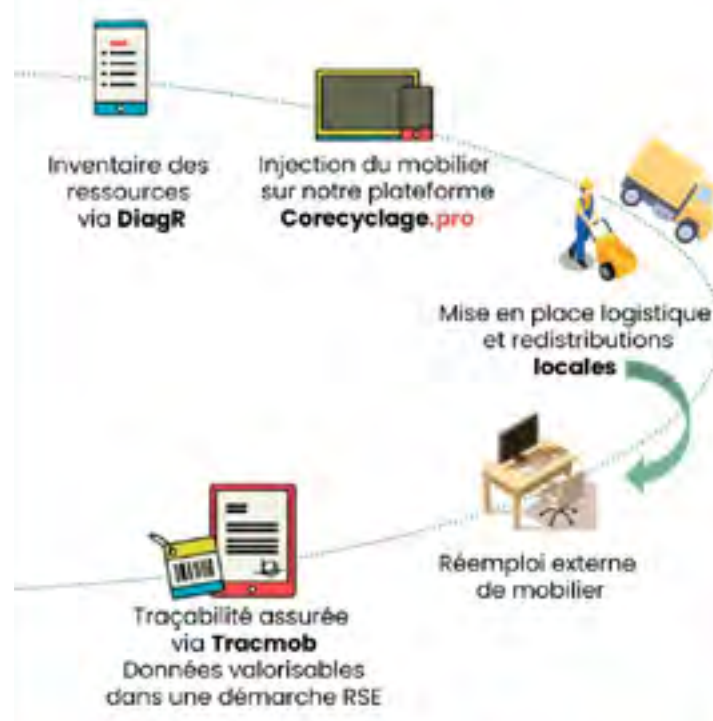 Inventaire des
ressources
via DiagR
Injection du mobilier
sur notre plateforme
Corecyclage.pro
Mise en place logistique
et redistributions
locales
Réemploi externe
de mobilier
Traçabilité assurée
via Tracmob
Données valorisables
dans une démarche RSE